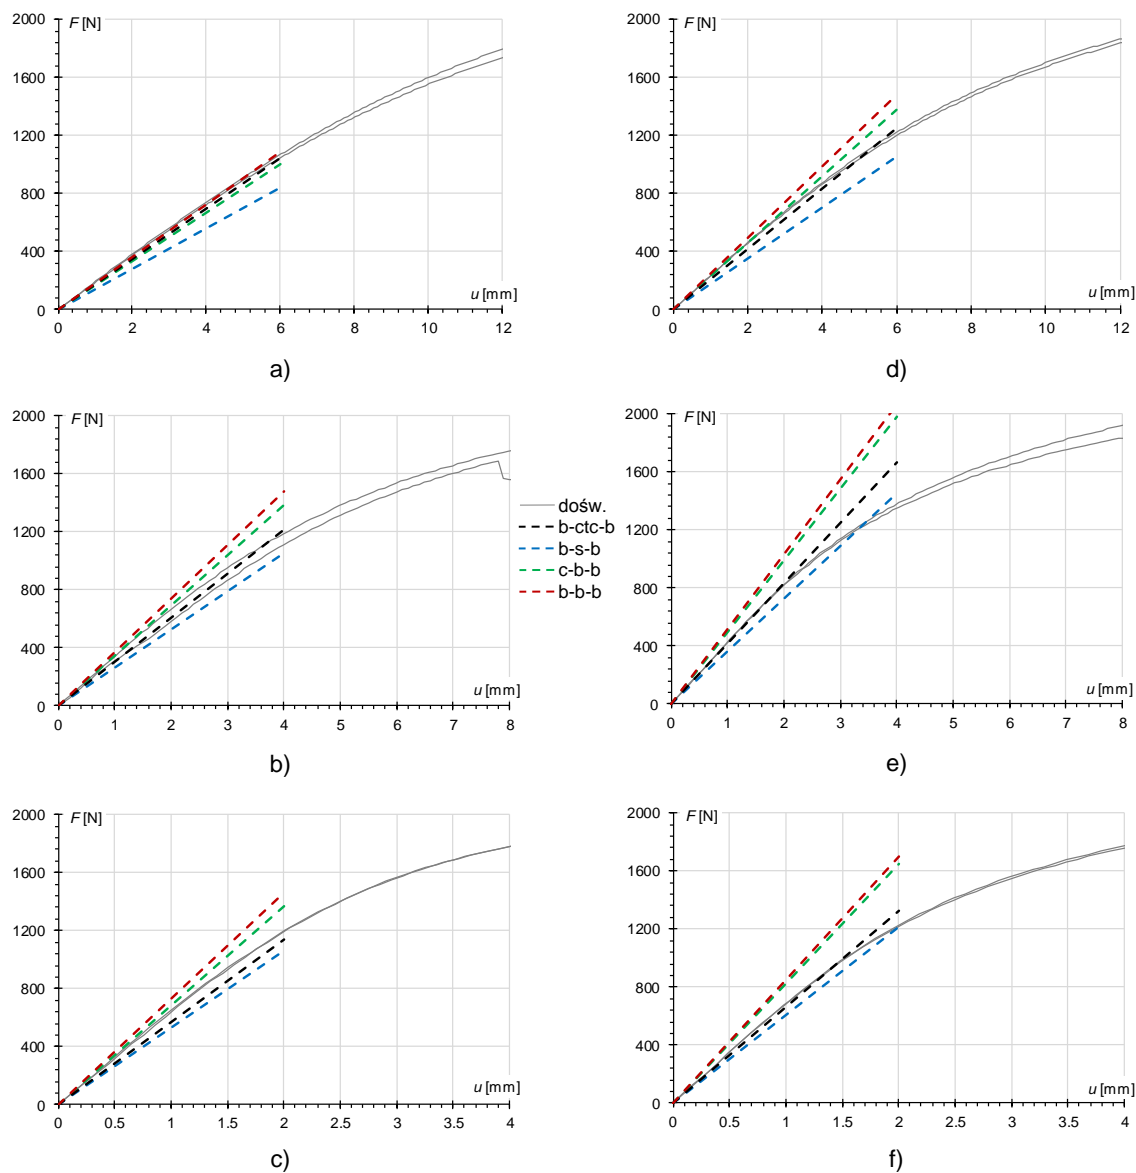 F [N]
2000
1600
1200
800
400
0
u [mm]
0 2 4 6 8 10 12
a)
F [N]
2000
1600
1200
800
400
0
u [mm]
0 2 4 6 8 10 12
d)
F [N]
2000
1600
1200
800
400
0
u [mm]
0 1 2 3 4 5 6 7 8
b)
dośw.
b-ctc-b
b-s-b
c-b-b
b-b-b
F [N]
2000
1600
1200
800
400
0
u [mm]
0 1 2 3 4 5 6 7 8
e)
F [N]
2000
1600
1200
800
400
0
u [mm]
0 0.5 1 1.5 2 2.5 3 3.5 4
c)
F [N]
2000
1600
1200
800
400
0
u [mm]
0 0.5 1 1.5 2 2.5 3 3.5 4
f)